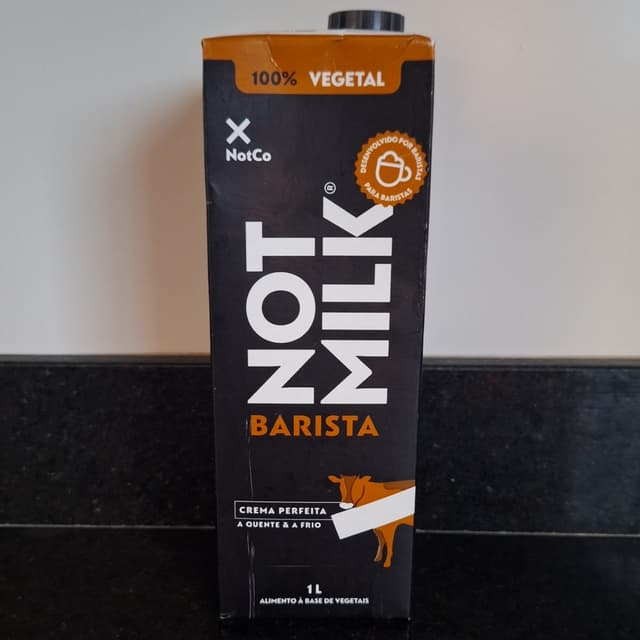 100% VEGETAL
NotCo
DESENVOLVIDO POR BARISTAS
PARA BARISTAS
NOT
MILK®
BARISTA
CREMA PERFEITA
A QUENTE & A FRIO
1L
ALIMENTO À BASE DE VEGETAIS